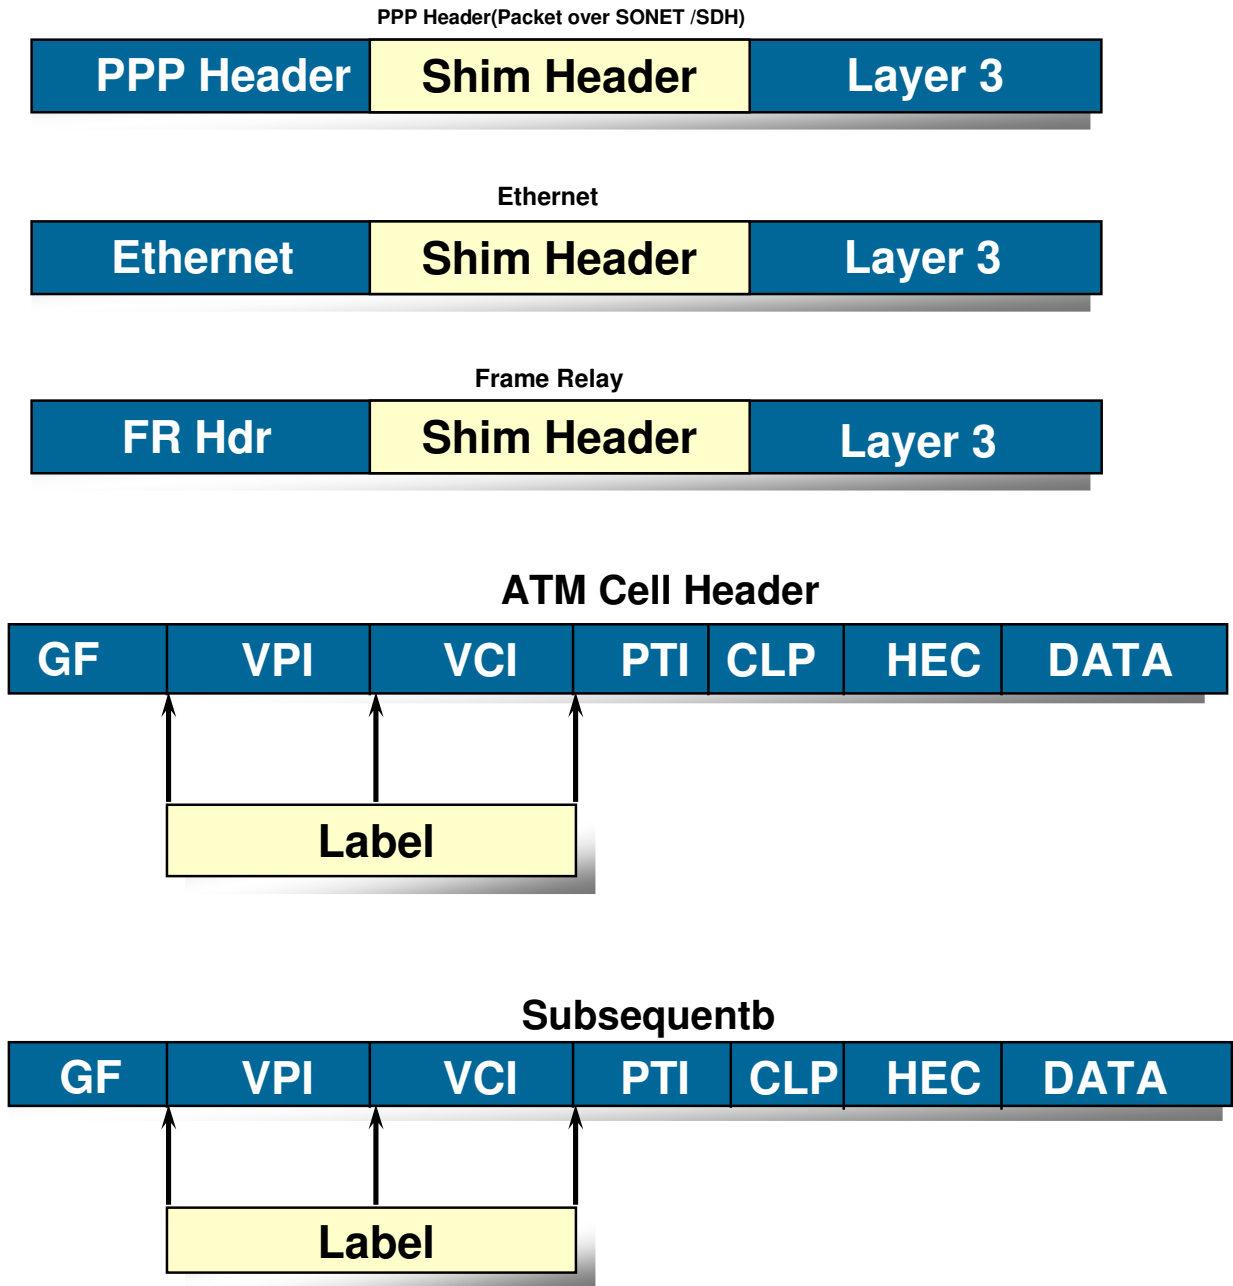 PPP Header(Packet over SONET /SDH)
PPP Header Shim Header Layer 3
Ethernet
Ethernet Shim Header Layer 3
Frame Relay
FR Hdr Shim Header Layer 3
ATM Cell Header
GF VPI VCI PTI CLP HEC DATA
Label
Subsequentb
GF VPI VCI PTI CLP HEC DATA
Label